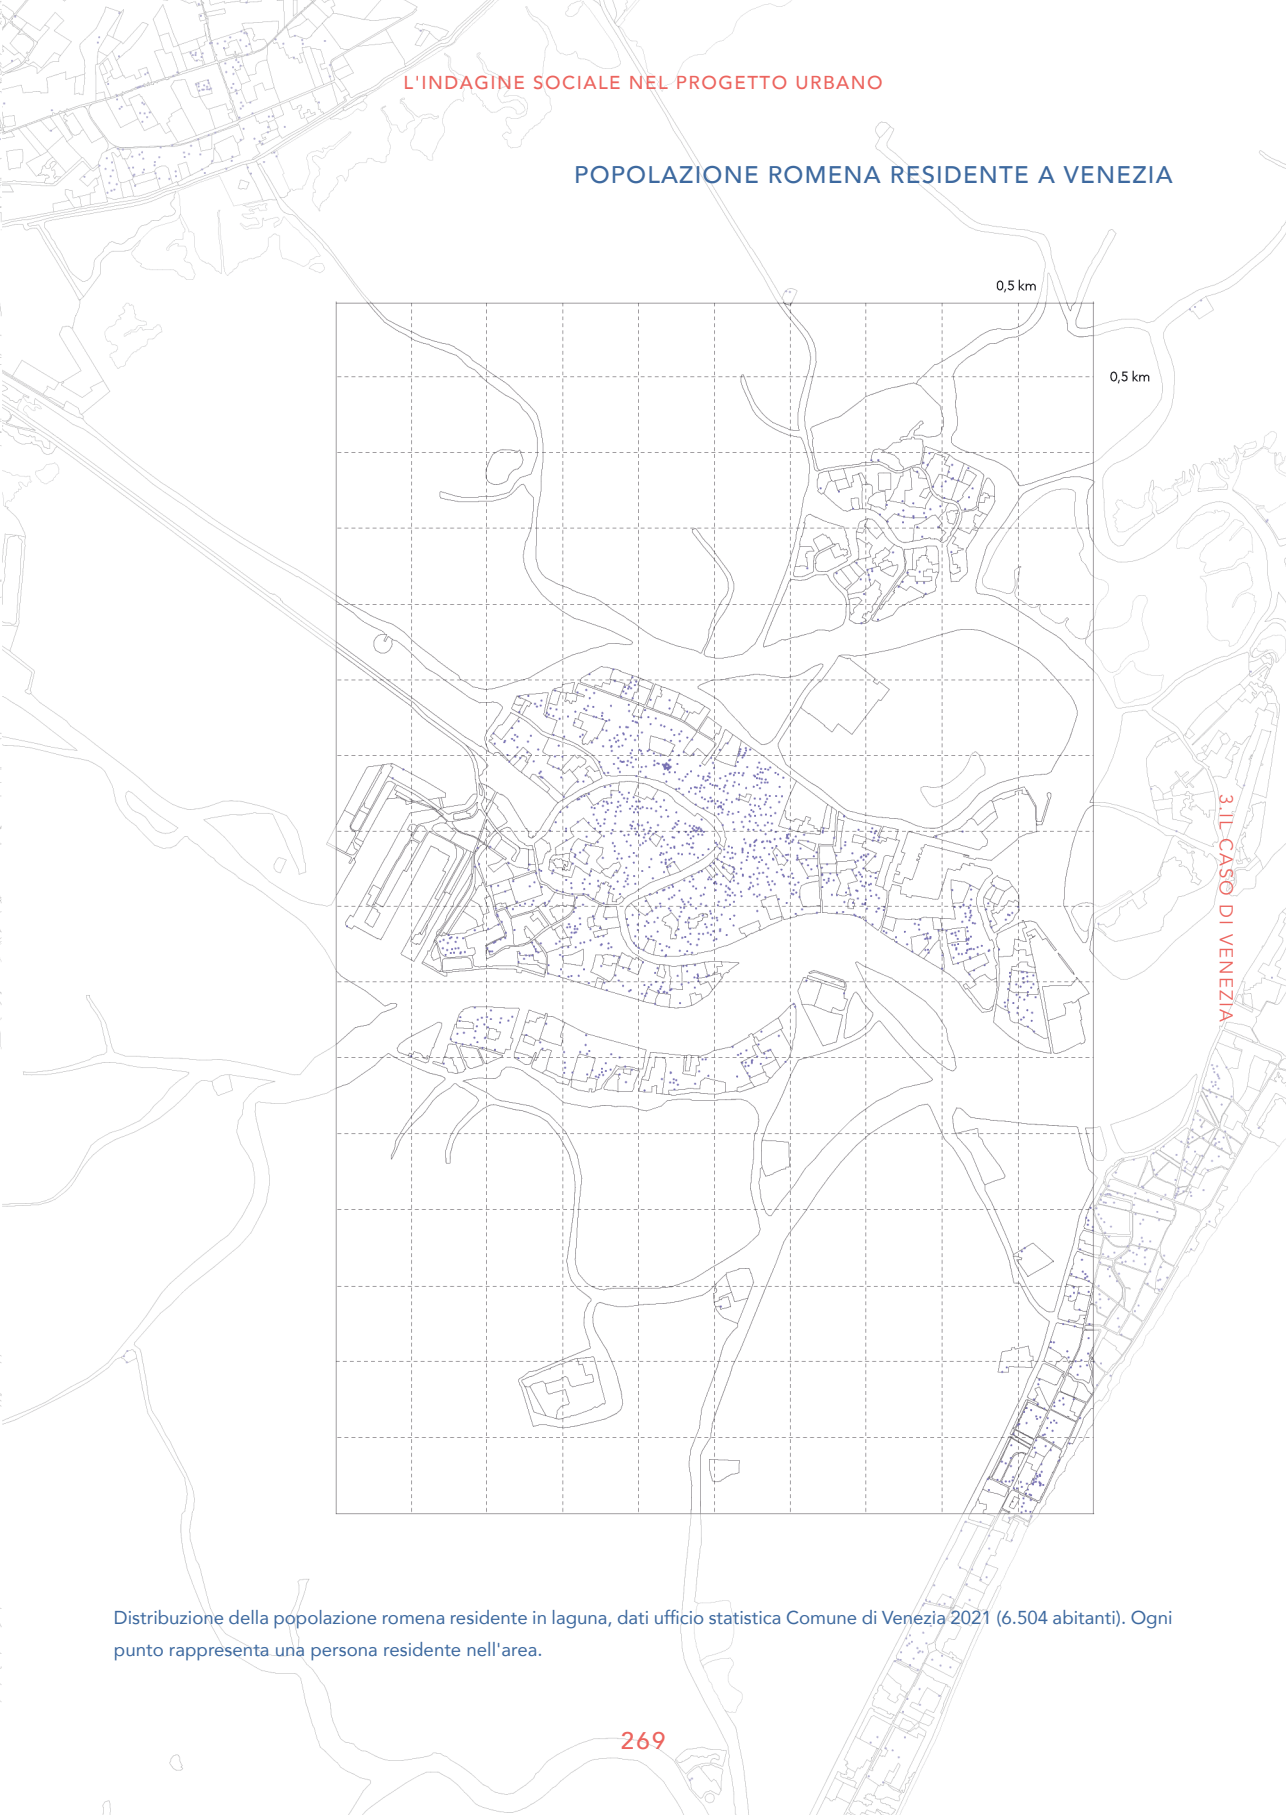 L'INDAGINE SOCIALE NEL PROGETTO URBANO
POPOLAZIONE ROMENA RESIDENTE A VENEZIA
0,5 km
0,5 km
3.IL CASO DI VENEZIA
Distribuzione della popolazione romena residente in laguna, dati ufficio statistica Comune di Venezia 2021 (6.504 abitanti). Ogni
punto rappresenta una persona residente nell'area.
269